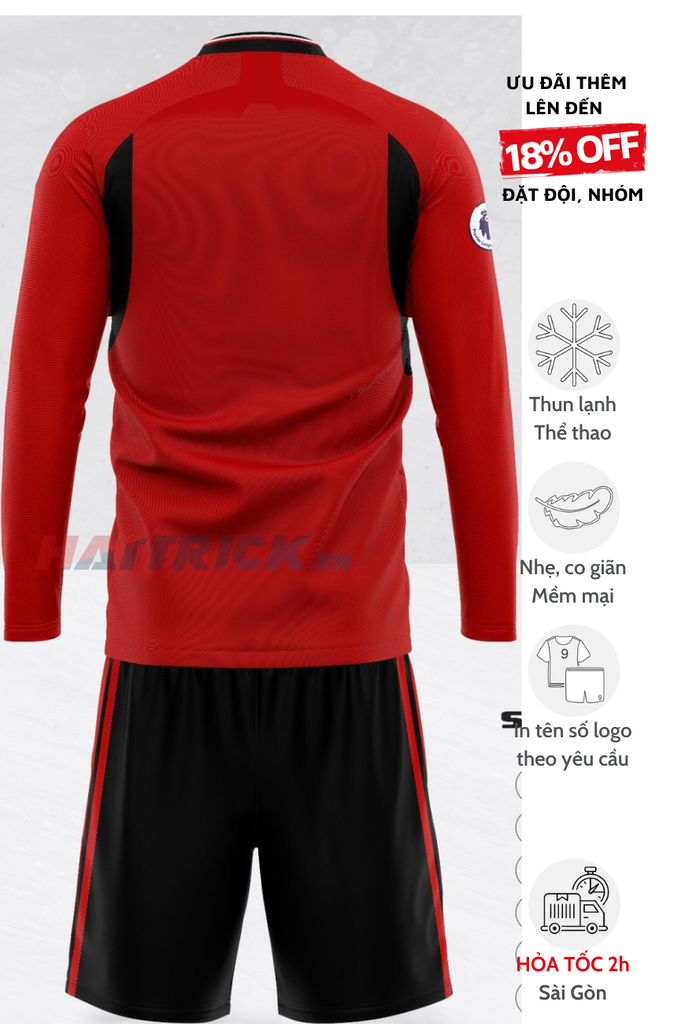 ƯU ĐÃI THÊM
LÊN ĐẾN
18% OFF
ĐẶT ĐỘI, NHÓM
Thun lạnh
Thể thao
Nhẹ, co giãn
Mềm mại
HATTRICK.VN
9
In tên số logo
theo yêu cầu
HỎA TỐC 2h
Sài Gòn